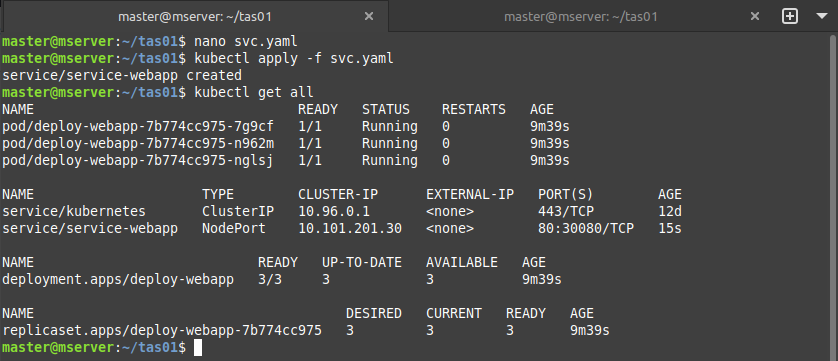 master@mserver: ~/tas01
master@mserver: ~/tas01
master@mserver:~/tas01$ nano svc.yaml
master@mserver:~/tas01$ kubectl apply -f svc.yaml
service/service-webapp created
master@mserver:~/tas01$ kubectl get all
NAME READY STATUS RESTARTS AGE
pod/deploy-webapp-7b774cc975-7g9cf 1/1 Running 0 9m39s
pod/deploy-webapp-7b774cc975-n962m 1/1 Running 0 9m39s
pod/deploy-webapp-7b774cc975-nglsj 1/1 Running 0 9m39s
NAME TYPE CLUSTER-IP EXTERNAL-IP PORT(S) AGE
service/kubernetes ClusterIP 10.96.0.1 <none> 443/TCP 12d
service/service-webapp NodePort 10.101.201.30 <none> 80:30080/TCP 15s
NAME READY UP-TO-DATE AVAILABLE AGE
deployment.apps/deploy-webapp 3/3 3 3 9m39s
NAME DESIRED CURRENT READY AGE
replicaset.apps/deploy-webapp-7b774cc975 3 3 3 9m39s
master@mserver:~/tas01$